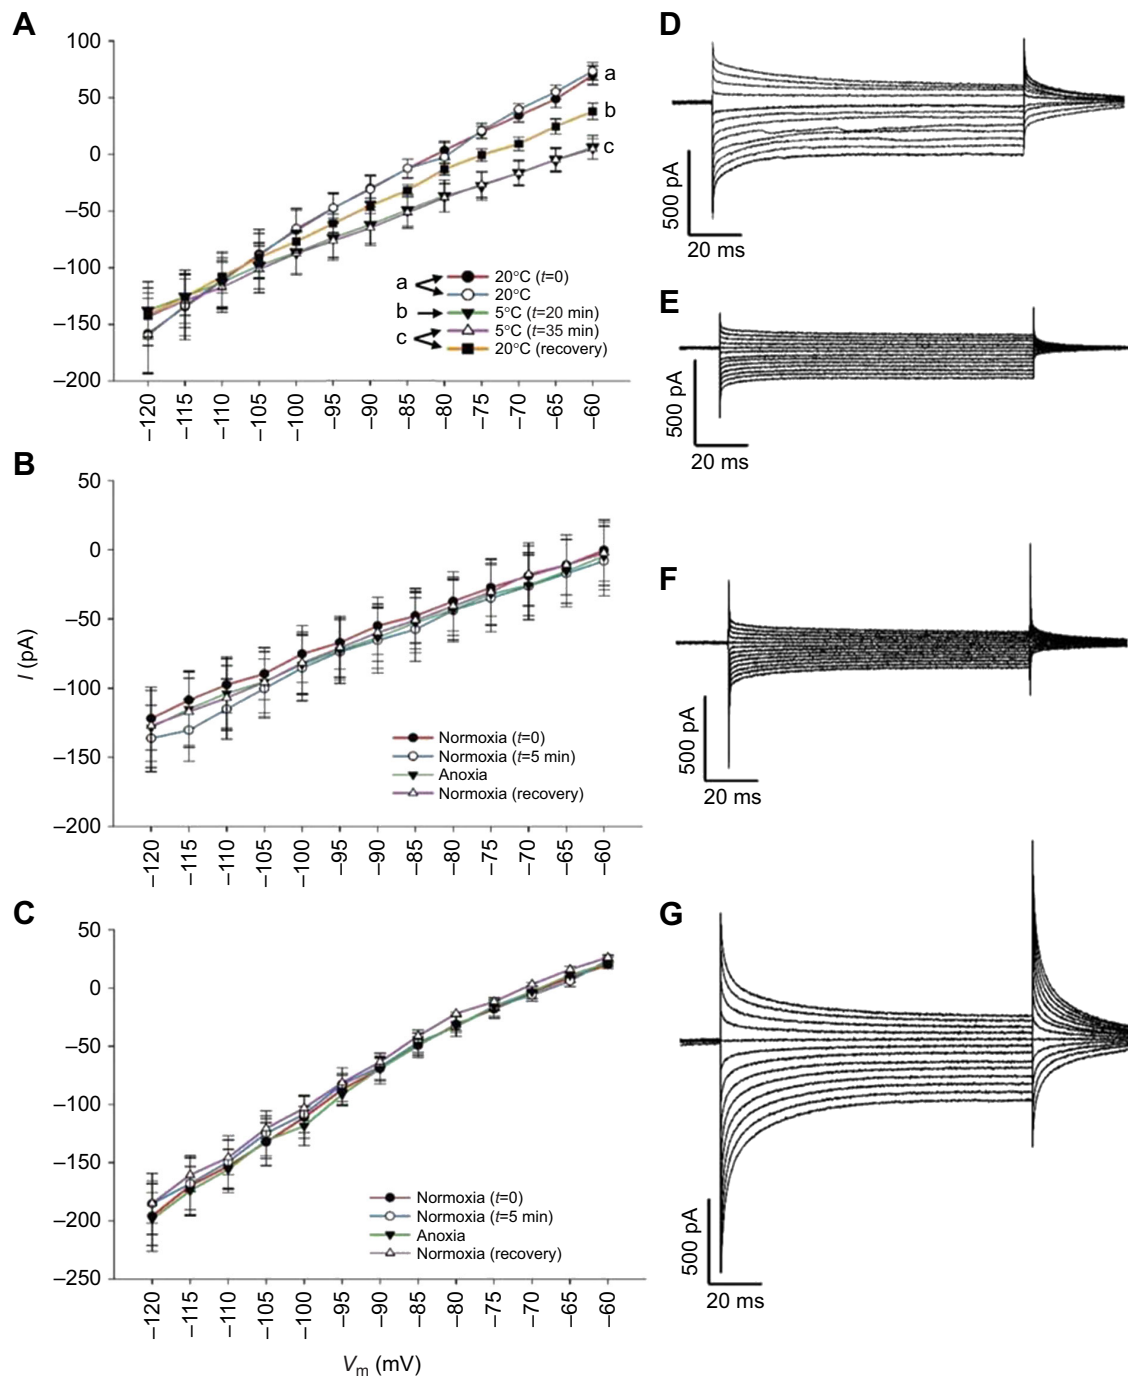 A
100
50
0
–50
–100
–150
–200
a
b
c
a
b
c
20°C (t=0)
20°C
5°C (t=20 min)
5°C (t=35 min)
20°C (recovery)
–120
–115
–110
–105
–100
–95
–90
–85
–80
–75
–70
–65
–60
B
50
0
–50
–100
–150
–200
I (pA)
Normoxia (t=0)
Normoxia (t=5 min)
Anoxia
Normoxia (recovery)
–120
–115
–110
–105
–100
–95
–90
–85
–80
–75
–70
–65
–60
C
50
0
–50
–100
–150
–200
–250
Normoxia (t=0)
Normoxia (t=5 min)
Anoxia
Normoxia (recovery)
–120
–115
–110
–105
–100
–95
–90
–85
–80
–75
–70
–65
–60
Vm (mV)
D
500 pA
20 ms
E
500 pA
20 ms
F
500 pA
20 ms
G
500 pA
20 ms